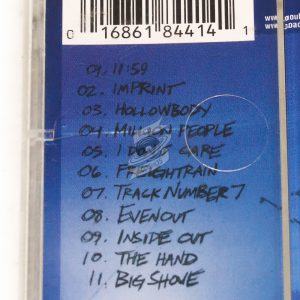 0 16861 84414 1
01. 11:59
02. IMPRINT
03. HOLLOWBODY
04. MILLION PEOPLE
05. I DON'T CARE
06. FREIGHTRAIN
07. TRACK NUMBER 7
08. EVENOUT
09. INSIDE OUT
10. THE HAND
11. BIG SHOVE